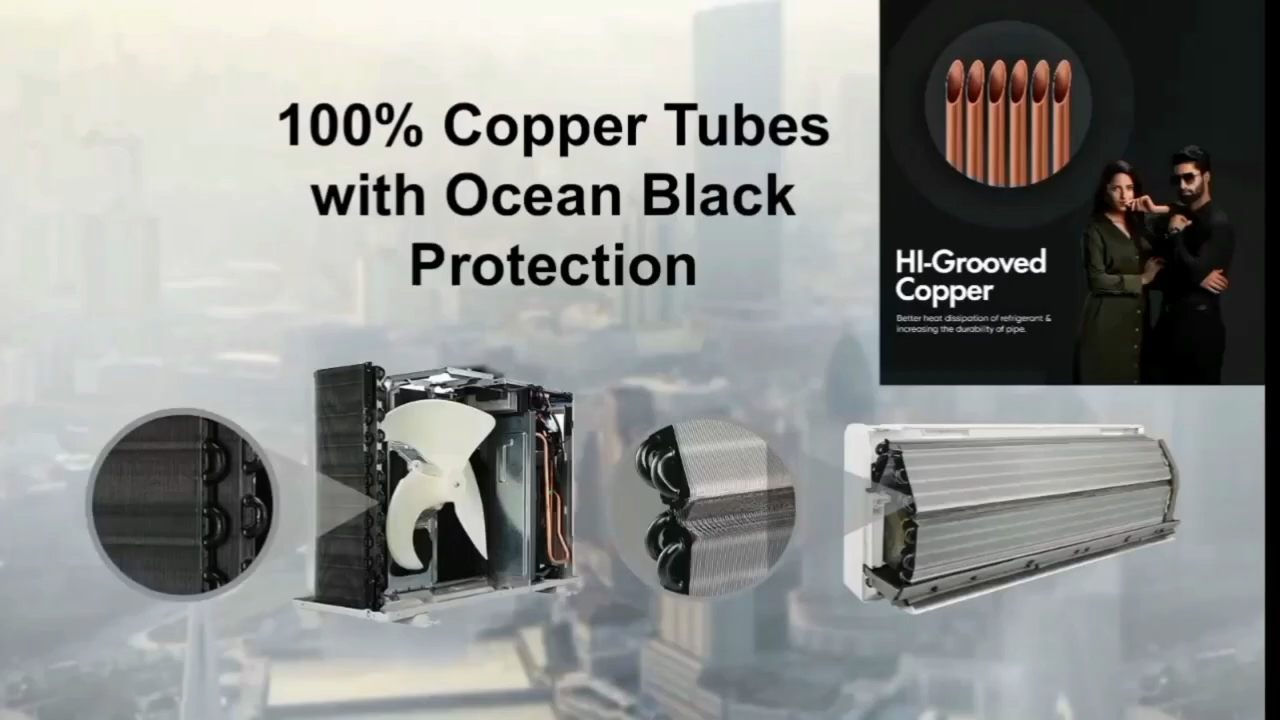 100% Copper Tubes
with Ocean Black
Protection
HI-Grooved
Copper
Better heat dissipation of refrigerant &
increasing the durability of pipe.